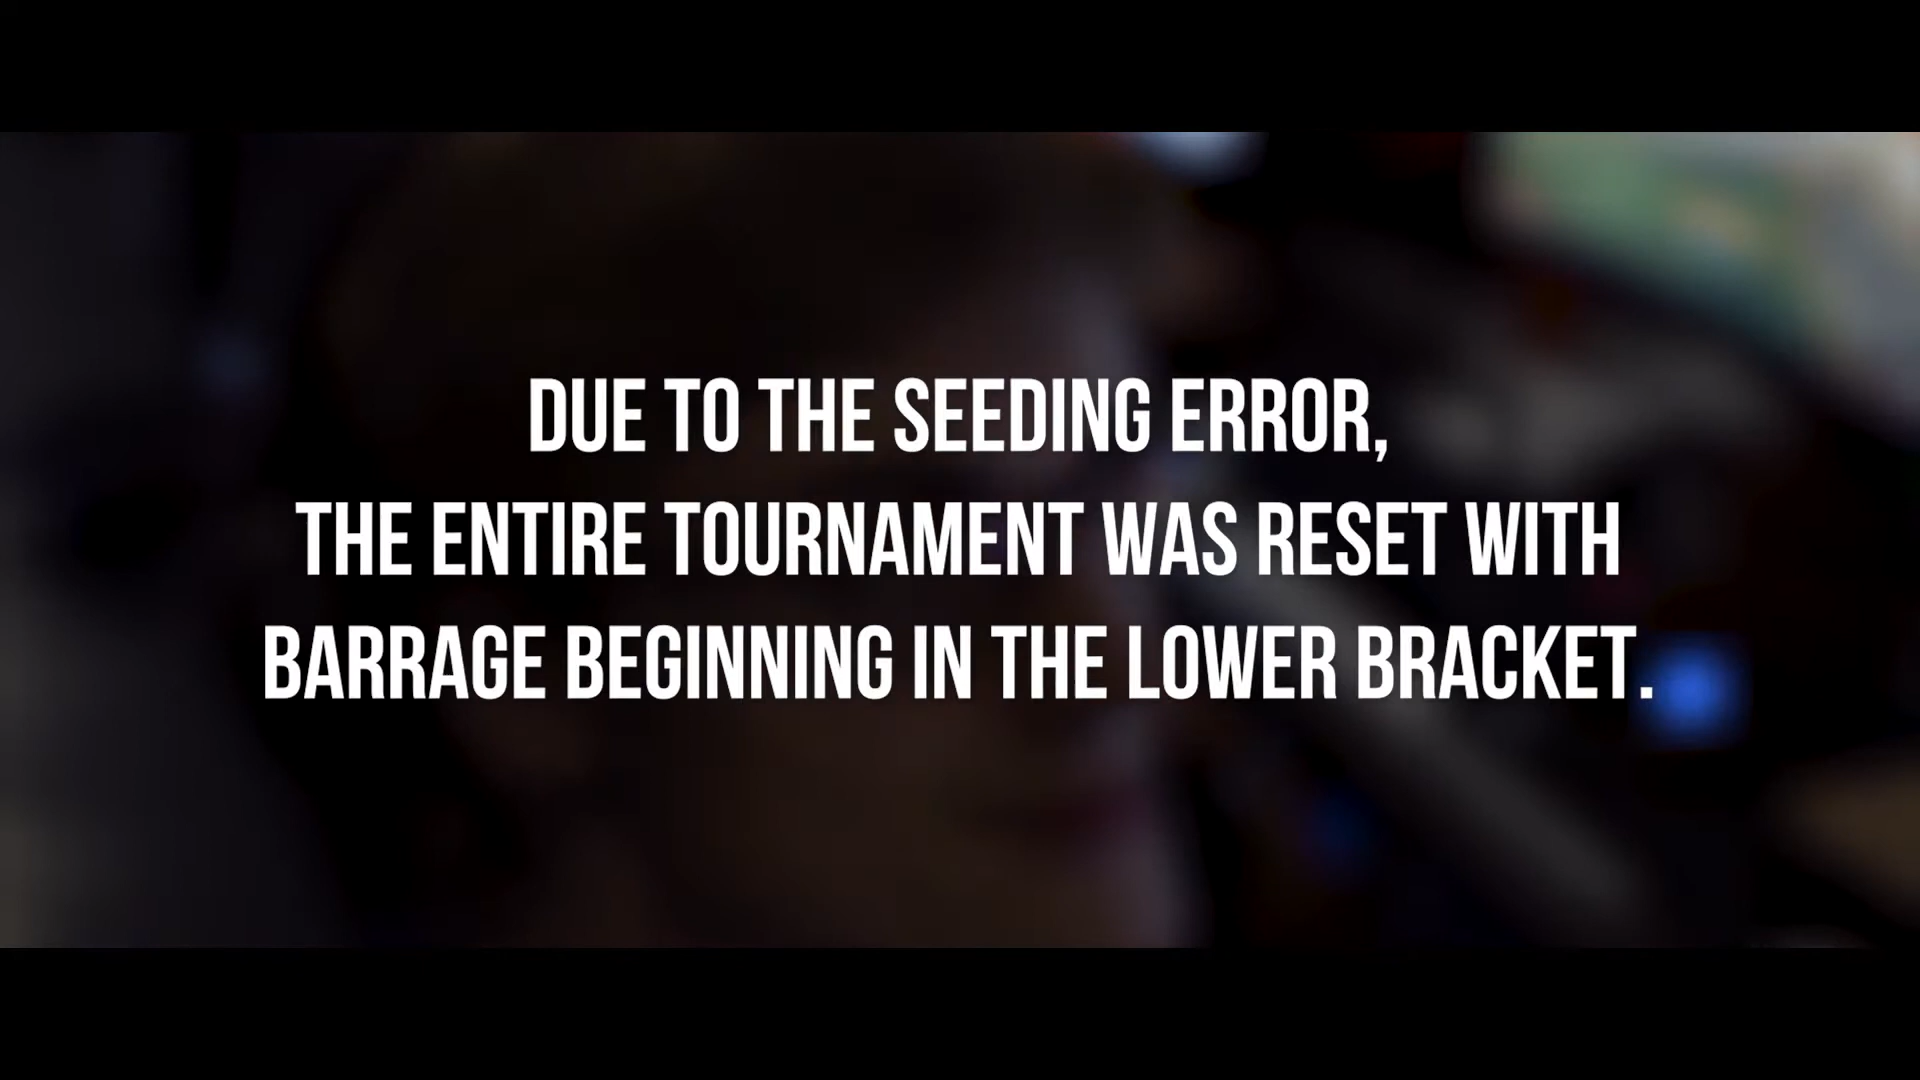 DUE TO THE SEEDING ERROR,
THE ENTIRE TOURNAMENT WAS RESET WITH
BARRAGE BEGINNING IN THE LOWER BRACKET.